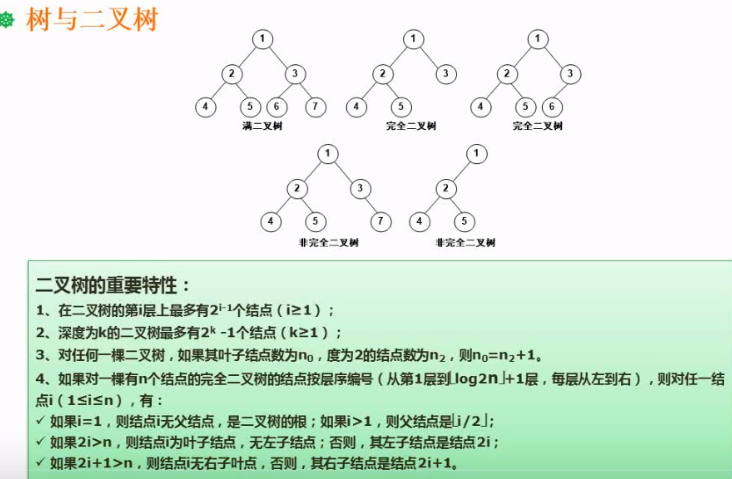 树与二叉树
1
2 3
4 5 6 7
满二叉树
1
2 3
4 5
完全二叉树
1
2 3
4 5 6
完全二叉树
1
2 3
4 5 7
非完全二叉树
1
2
4 5
非完全二叉树
二叉树的重要特性：
1、在二叉树的第i层上最多有2^i-1个结点（i≥1）；
2、深度为k的二叉树最多有2^k -1个结点（k≥1）；
3、对任何一棵二叉树，如果其叶子结点数为n₀，度为2的结点数为n₂，则n₀=n₂+1。
4、如果对一棵有n个结点的完全二叉树的结点按层序编号（从第1层到⌊log2n⌋+1层，每层从左到右），则对任一结
点i（1≤i≤n），有：
✓ 如果i=1，则结点i无父结点，是二叉树的根；如果i>1，则父结点是⌊i/2⌋；
✓ 如果2i>n，则结点i为叶子结点，无左子结点；否则，其左子结点是结点2i；
✓ 如果2i+1>n，则结点i无右子叶点，否则，其右子结点是结点2i+1。